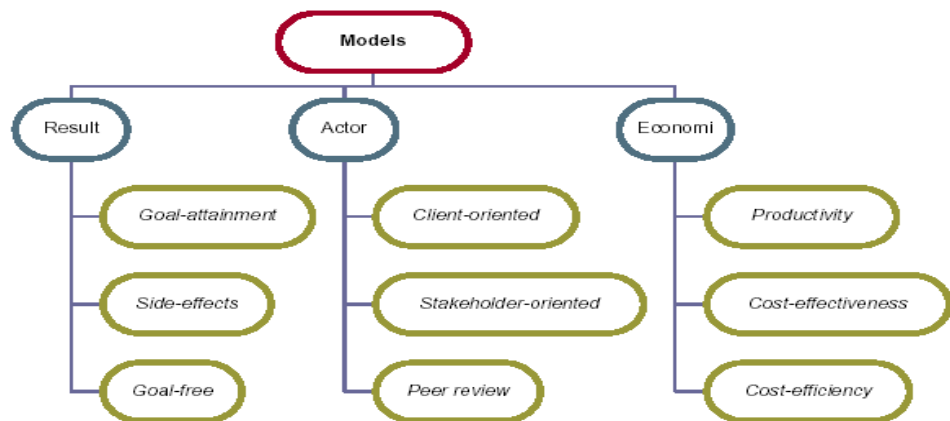 Models
Result
Actor
Economi
Goal-attainment
Client-oriented
Productivity
Side-effects
Stakeholder-oriented
Cost-effectiveness
Goal-free
Peer review
Cost-efficiency